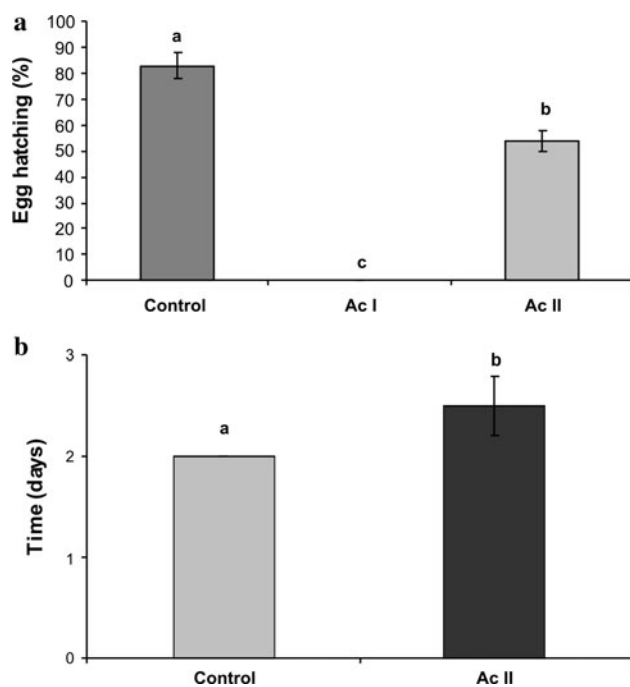 a
Egg hatching (%)
100
90
80
70
60
50
40
30
20
10
0
a
c
b
Control Ac I Ac II
b
Time (days)
3
2
1
0
a
b
Control Ac II